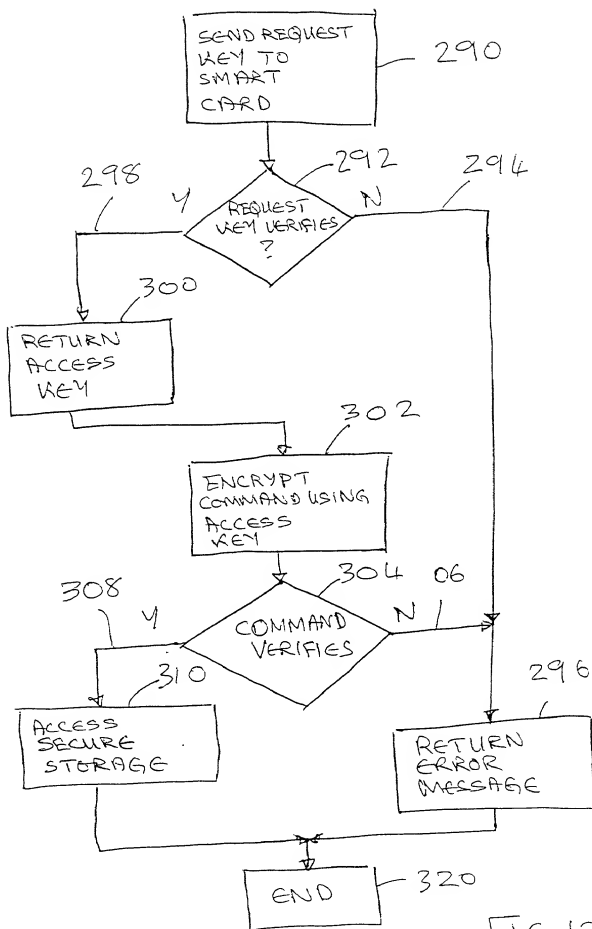 SEND REQUEST
KEY TO
SMART
CARD
290
292
294
298
Y
N
REQUEST
KEY VERIFIES
?
300
RETURN
ACCESS
KEY
302
ENCRYPT
COMMAND USING
ACCESS
KEY
304
06
308
Y
N
COMMAND
VERIFIES
310
296
ACCESS
SECURE
STORAGE
RETURN
ERROR
MESSAGE
END
320